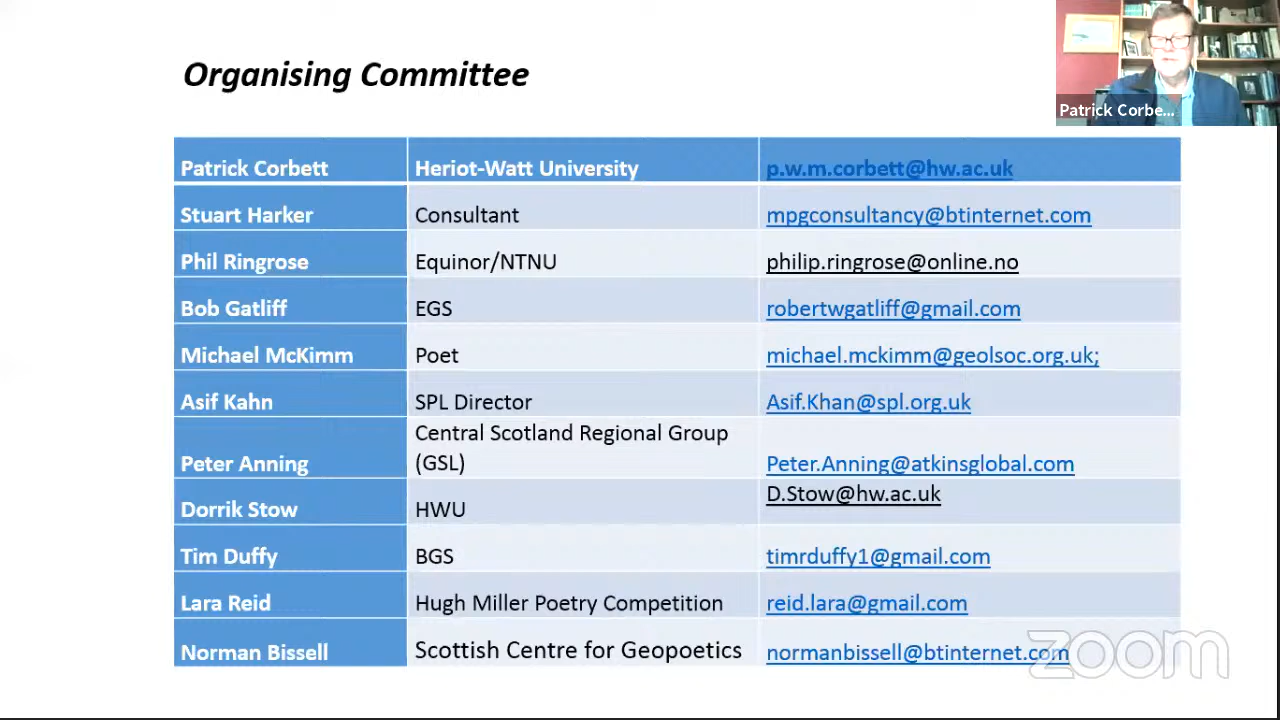 Organising Committee
Patrick Corbe...
Patrick Corbett Heriot-Watt University p.w.m.corbett@hw.ac.uk
Stuart Harker Consultant mpgconsultancy@btinternet.com
Phil Ringrose Equinor/NTNU philip.ringrose@online.no
Bob Gatliff EGS robertwgatliff@gmail.com
Michael McKimm Poet michael.mckimm@geolsoc.org.uk;
Asif Kahn SPL Director Asif.Khan@spl.org.uk
Central Scotland Regional Group
Peter Anning (GSL) Peter.Anning@atkinsglobal.com
D.Stow@hw.ac.uk
Dorrik Stow HWU
Tim Duffy BGS timrduffy1@gmail.com
Lara Reid Hugh Miller Poetry Competition reid.lara@gmail.com
Norman Bissell Scottish Centre for Geopoetics normanbissell@btinternet.com
zoom